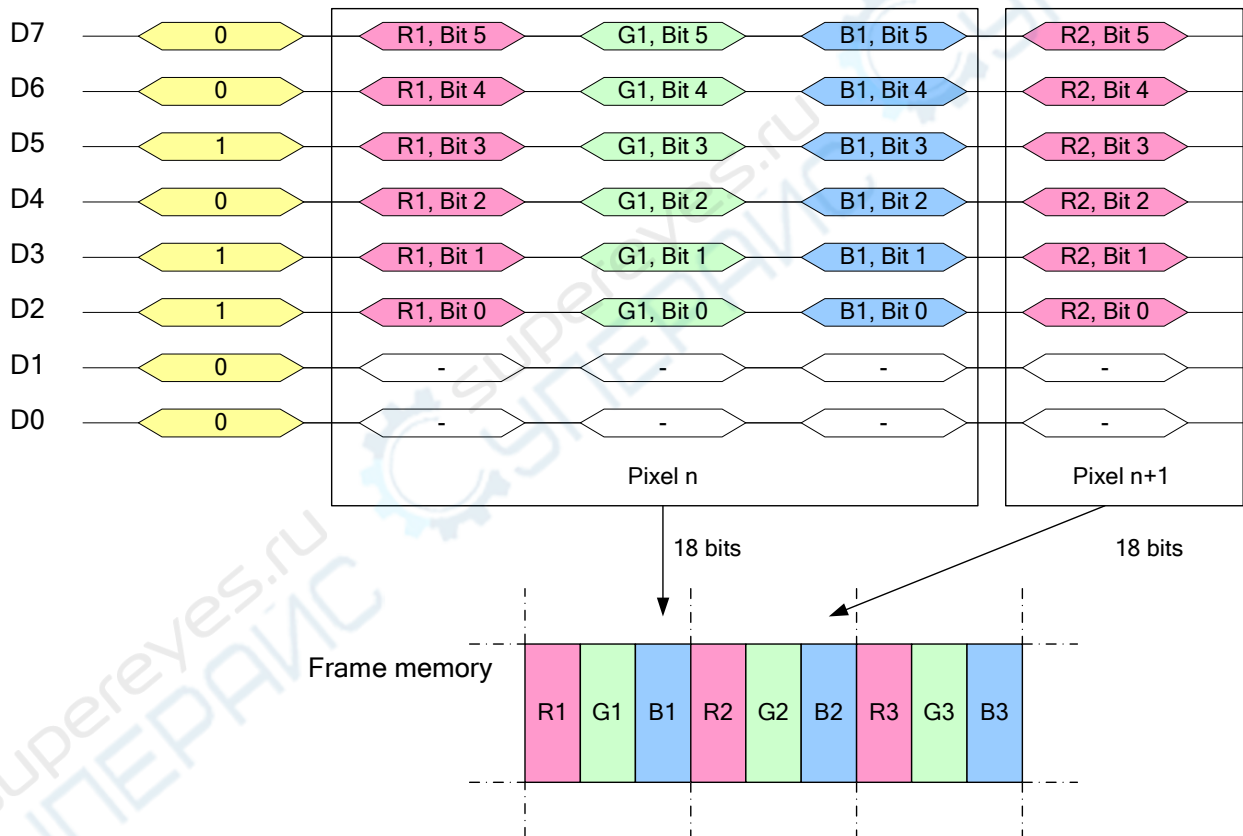 D7 0 R1, Bit 5 G1, Bit 5 B1, Bit 5 R2, Bit 5
D6 0 R1, Bit 4 G1, Bit 4 B1, Bit 4 R2, Bit 4
D5 1 R1, Bit 3 G1, Bit 3 B1, Bit 3 R2, Bit 3
D4 0 R1, Bit 2 G1, Bit 2 B1, Bit 2 R2, Bit 2
D3 1 R1, Bit 1 G1, Bit 1 B1, Bit 1 R2, Bit 1
D2 1 R1, Bit 0 G1, Bit 0 B1, Bit 0 R2, Bit 0
D1 0 - - - -
D0 0 - - - -
Pixel n Pixel n+1
18 bits 18 bits
Frame memory
R1 G1 B1 R2 G2 B2 R3 G3 B3
supereyes.ru
СУПЕРАЙС
supereyes.ru